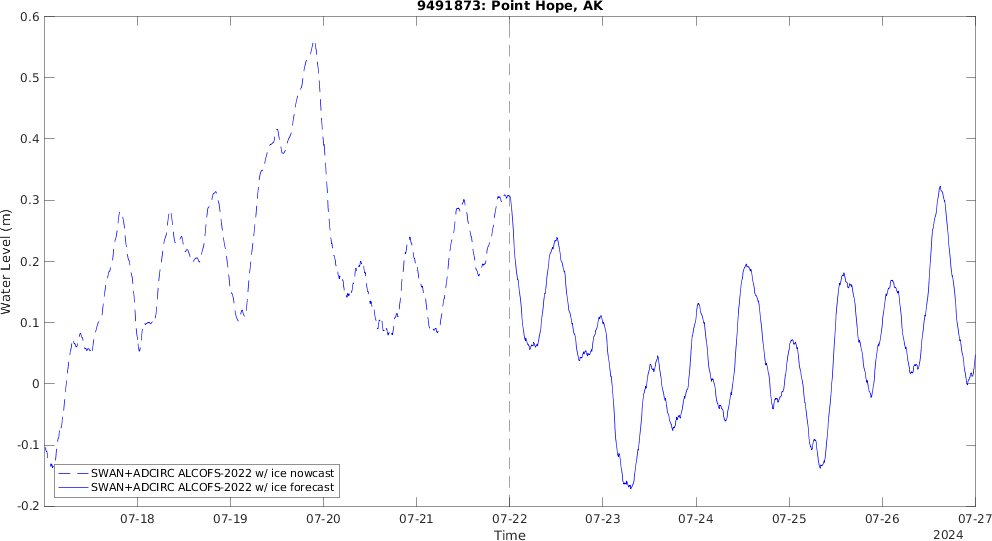 9491873: Point Hope, AK
0.6
0.5
0.4
0.3
0.2
0.1
0
-0.1
-0.2
Water Level (m)
SWAN+ADCIRC ALCOFS-2022 w/ ice nowcast
SWAN+ADCIRC ALCOFS-2022 w/ ice forecast
07-18 07-19 07-20 07-21 07-22 07-23 07-24 07-25 07-26 07-27
Time
2024